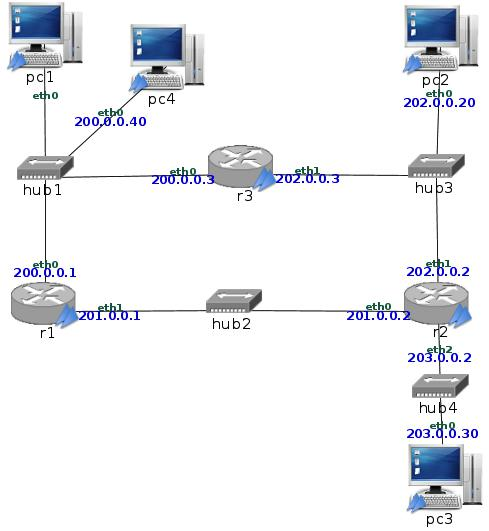 pc1
eth0
pc4
eth0
200.0.0.40
pc2
eth0
202.0.0.20
hub1
eth0
200.0.0.3
r3
eth1
202.0.0.3
hub3
eth0
200.0.0.1
r1
eth1
201.0.0.1
hub2
eth0
201.0.0.2
eth1
202.0.0.2
r2
eth2
203.0.0.2
hub4
eth0
203.0.0.30
pc3